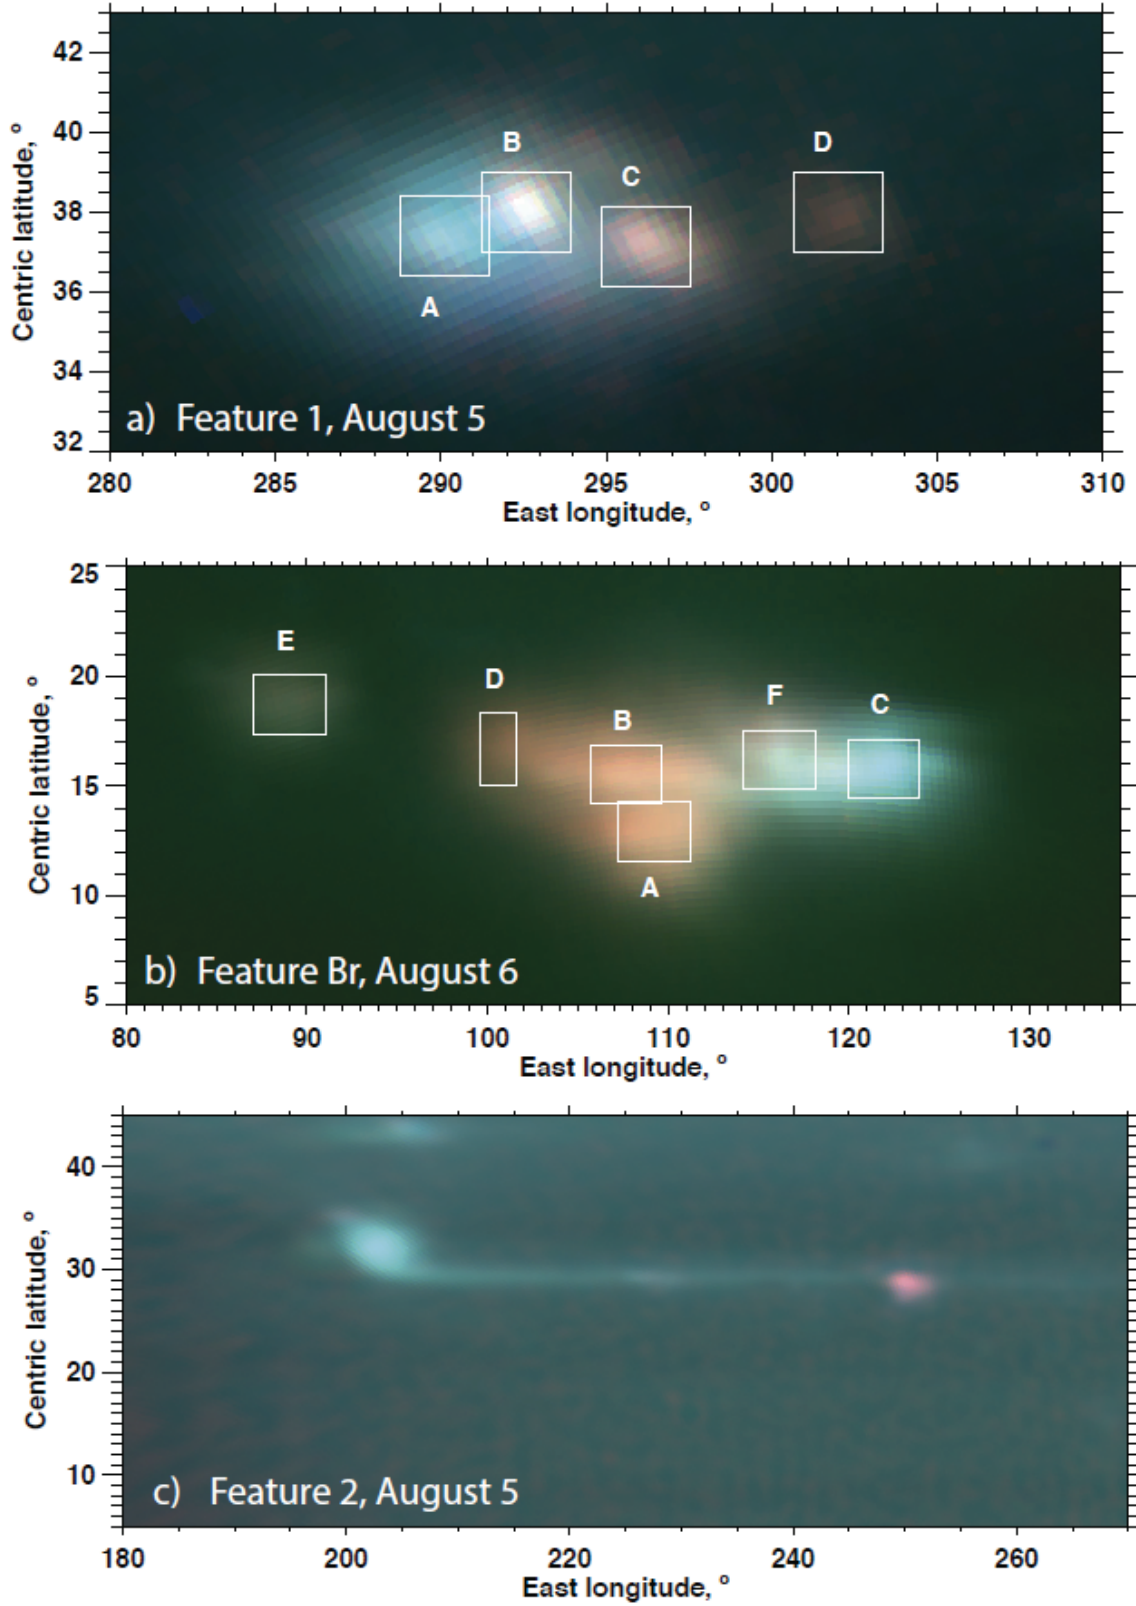 42
40
38
36
34
32
Centric latitude, °
A
B
C
D
a) Feature 1, August 5
280 285 290 295 300 305 310
East longitude, °
25
20
15
10
5
Centric latitude, °
E
D
B
F
C
A
b) Feature Br, August 6
80 90 100 110 120 130
East longitude, °
40
30
20
10
Centric latitude, °
c) Feature 2, August 5
180 200 220 240 260
East longitude, °